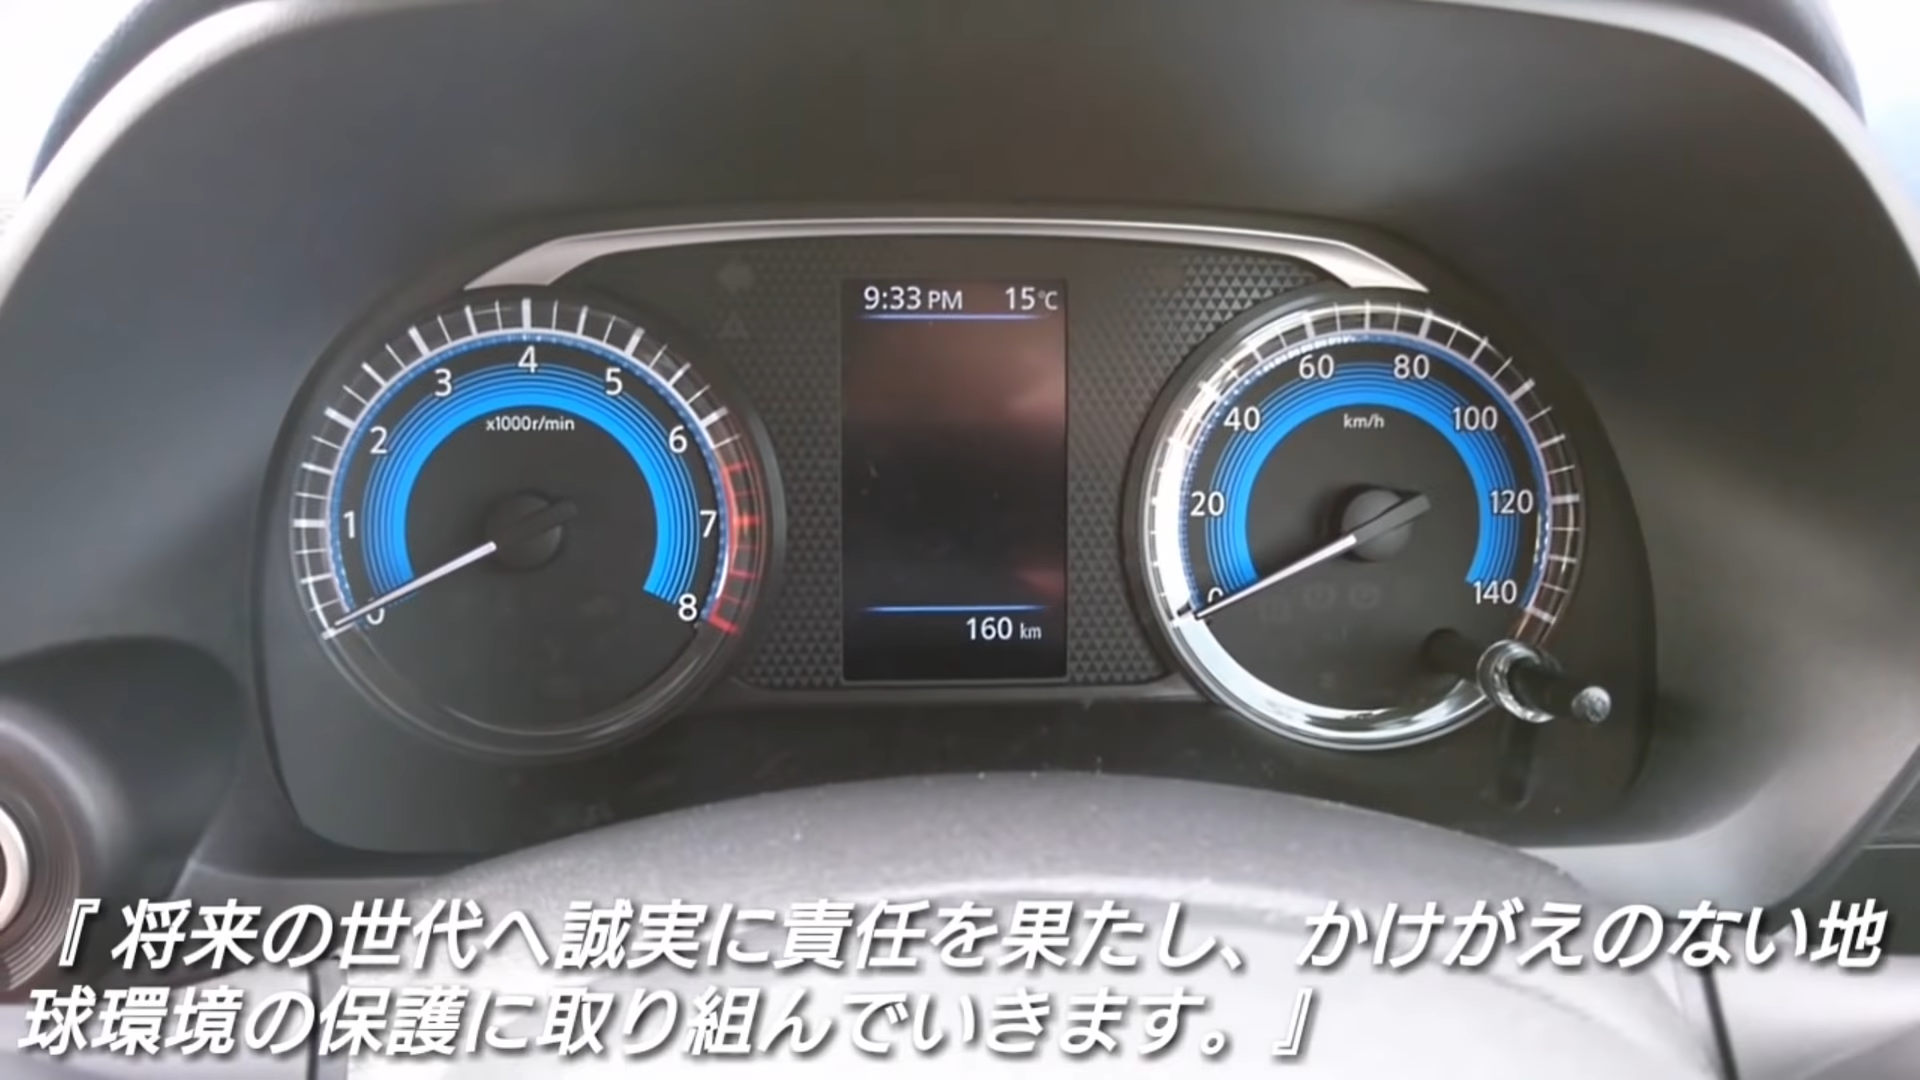 9:33 PM 15℃
4
3
5
60
80
2
x1000r/min
6
40
km/h
100
1
7
20
120
0
8
0
140
160 km
『将来の世代へ誠実に責任を果たし、かけがえのない地
球環境の保護に取り組んでいきます。』